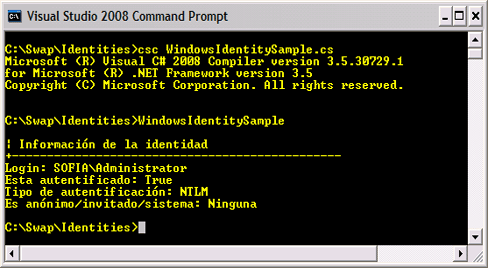 Visual Studio 2008 Command Prompt
C:\Swap\Identities>csc WindowsIdentitySample.cs
Microsoft (R) Visual C# 2008 Compiler version 3.5.30729.1
for Microsoft (R) .NET Framework version 3.5
Copyright (C) Microsoft Corporation. All rights reserved.
C:\Swap\Identities>WindowsIdentitySample
¦ Información de la identidad
+-----------------------------------------------
Login: SOFIA\Administrator
Esta autentificado: True
Tipo de autentificación: NTLM
Es anónimo/invitado/sistema: Ninguna
C:\Swap\Identities>